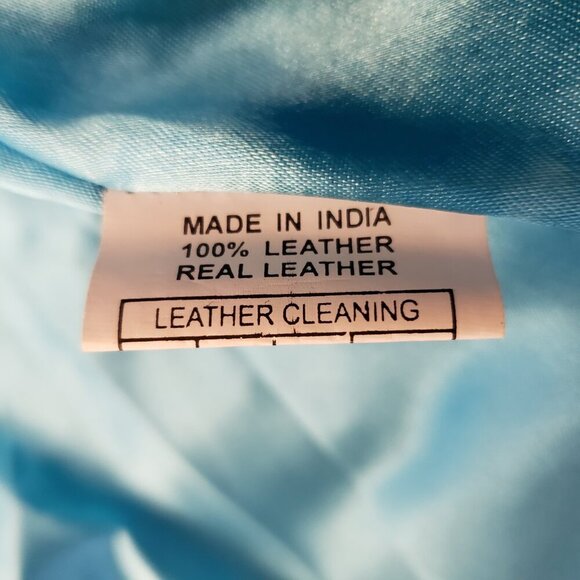 MADE IN INDIA
100% LEATHER
REAL LEATHER
LEATHER CLEANING